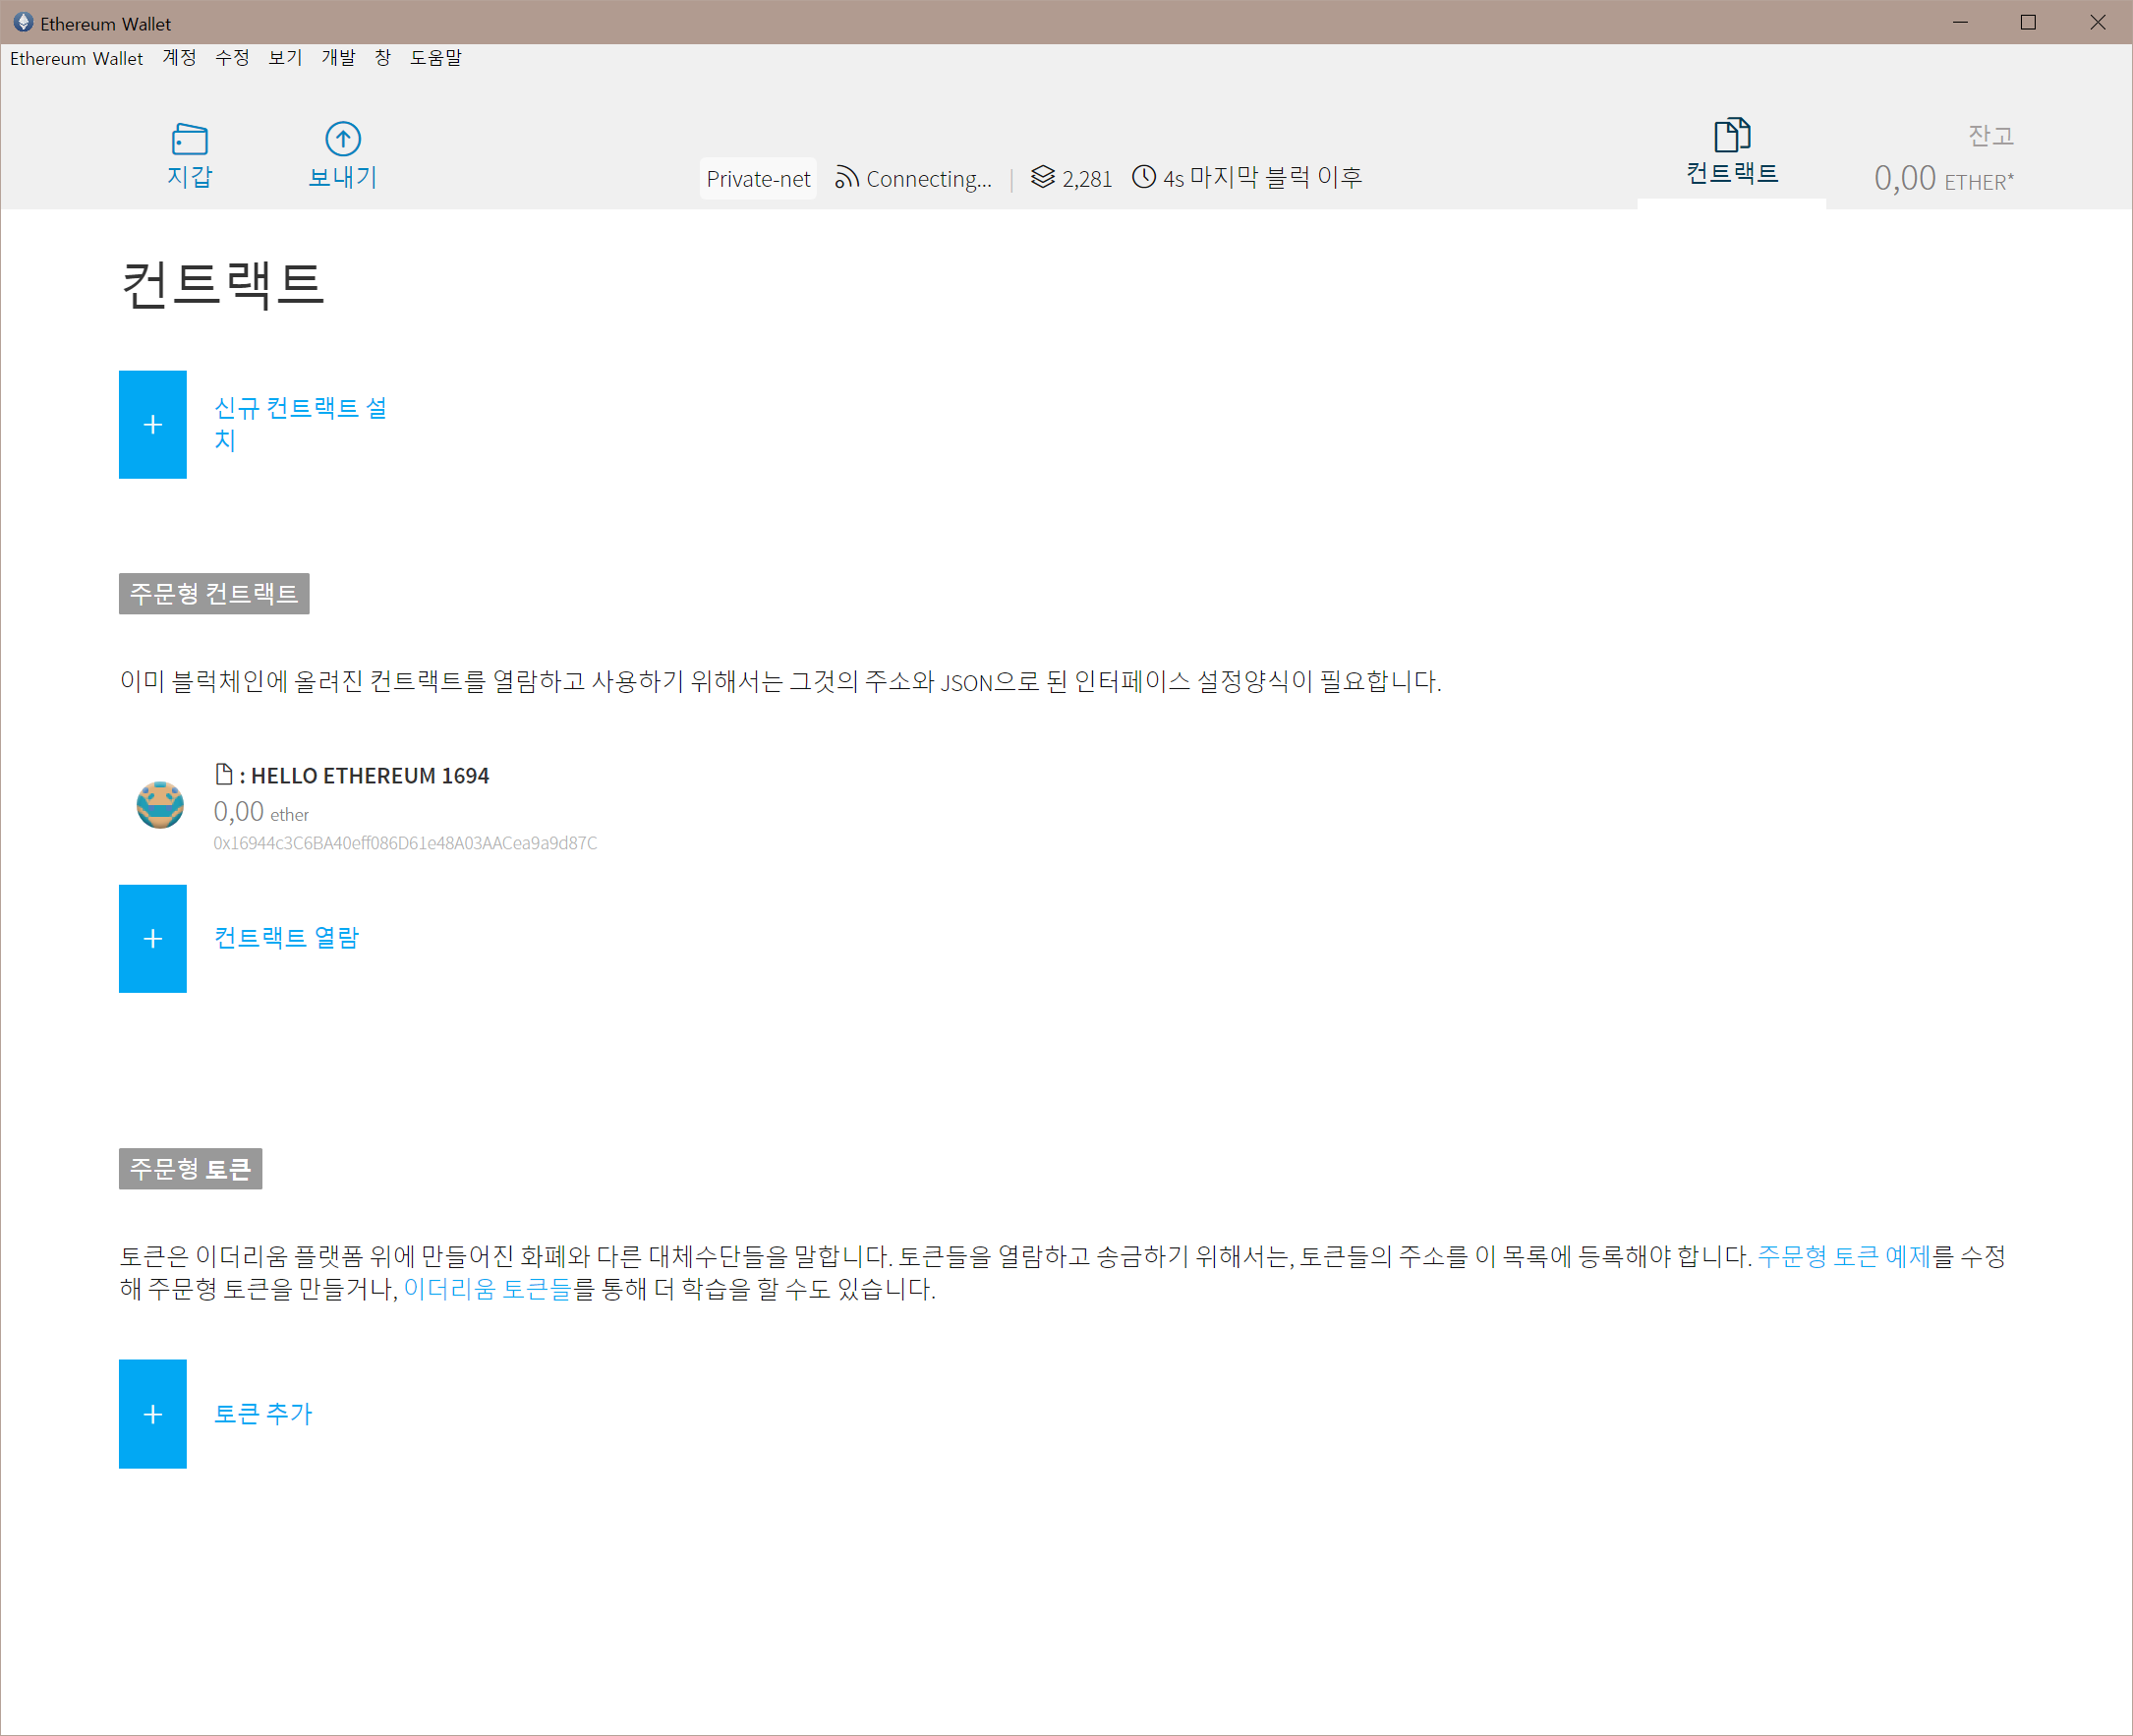 Ethereum Wallet
Ethereum Wallet 계정 수정 보기 개발 창 도움말
지갑
보내기
Private-net Connecting... | 2,281 4s 마지막 블럭 이후
컨트랙트
잔고
0,00 ETHER*
컨트랙트
신규 컨트랙트 설
치
주문형 컨트랙트
이미 블럭체인에 올려진 컨트랙트를 열람하고 사용하기 위해서는 그것의 주소와 JSON으로 된 인터페이스 설정양식이 필요합니다.
: HELLO ETHEREUM 1694
0,00 ether
0x16944c3C6BA40eff086D61e48A03AACea9a9d87C
컨트랙트 열람
주문형 토큰
토큰은 이더리움 플랫폼 위에 만들어진 화폐와 다른 대체수단들을 말합니다. 토큰들을 열람하고 송금하기 위해서는, 토큰들의 주소를 이 목록에 등록해야 합니다. 주문형 토큰 예제를 수정
해 주문형 토큰을 만들거나, 이더리움 토큰들를 통해 더 학습을 할 수도 있습니다.
토큰 추가